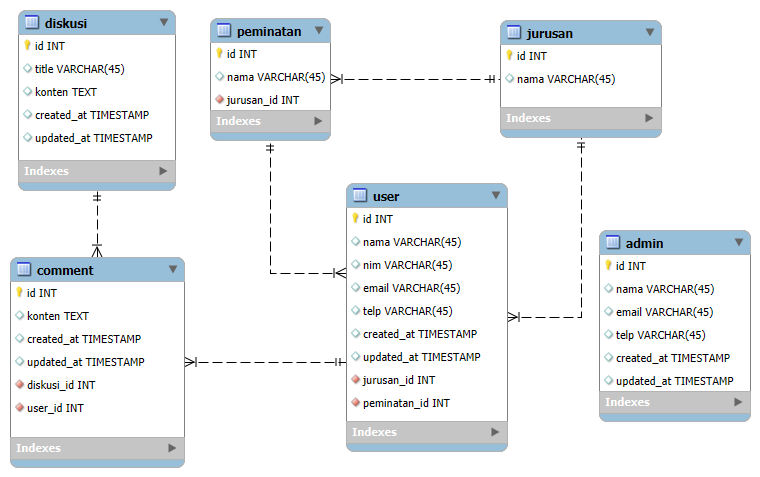 diskusi
id INT
title VARCHAR(45)
konten TEXT
created_at TIMESTAMP
updated_at TIMESTAMP
Indexes
peminatan
id INT
nama VARCHAR(45)
jurusan_id INT
Indexes
jurusan
id INT
nama VARCHAR(45)
Indexes
user
id INT
nama VARCHAR(45)
nim VARCHAR(45)
email VARCHAR(45)
telp VARCHAR(45)
created_at TIMESTAMP
updated_at TIMESTAMP
jurusan_id INT
peminatan_id INT
Indexes
admin
id INT
nama VARCHAR(45)
email VARCHAR(45)
telp VARCHAR(45)
created_at TIMESTAMP
updated_at TIMESTAMP
Indexes
comment
id INT
konten TEXT
created_at TIMESTAMP
updated_at TIMESTAMP
diskusi_id INT
user_id INT
Indexes